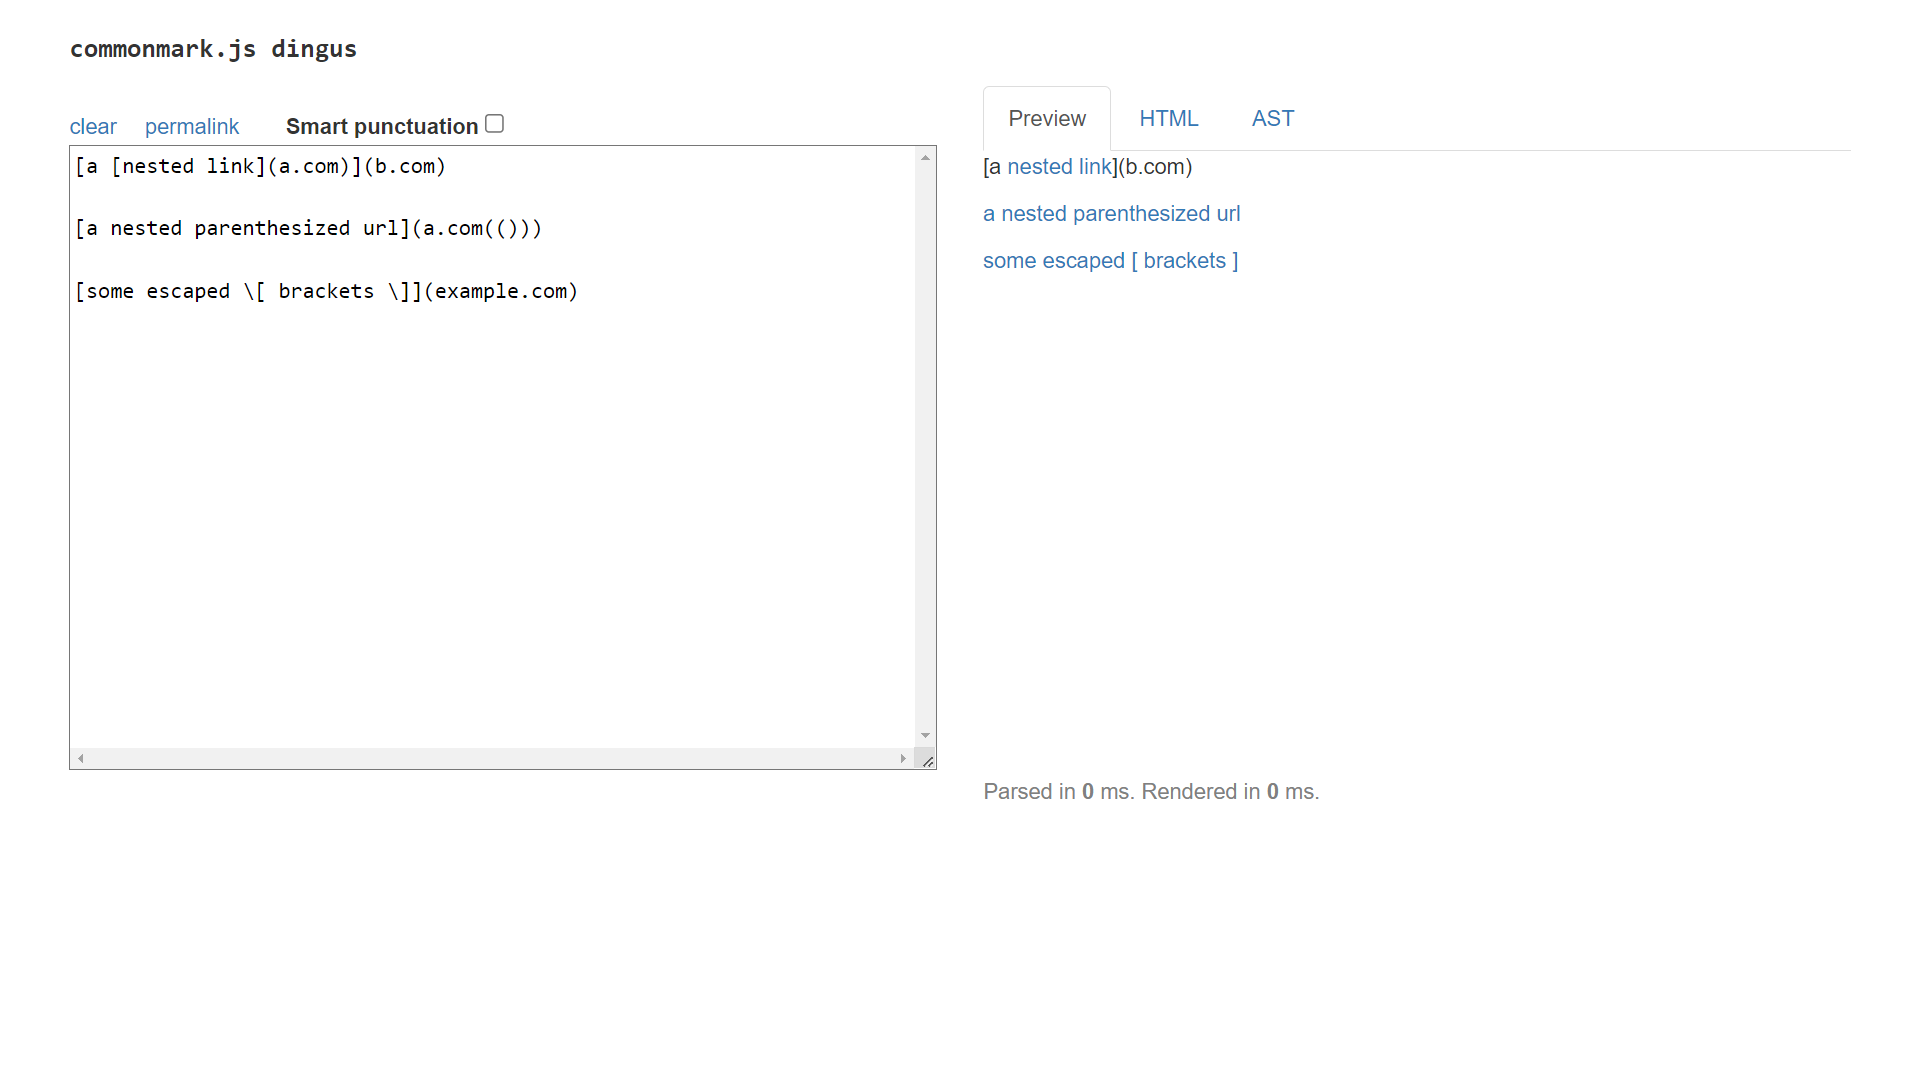 commonmark.js dingus
clear permalink Smart punctuation
[a [nested link](a.com)](b.com)
[a nested parenthesized url](a.com(()))
[some escaped \[ brackets \]](example.com)
Preview HTML AST
[a nested link](b.com)
a nested parenthesized url
some escaped [ brackets ]
Parsed in 0 ms. Rendered in 0 ms.